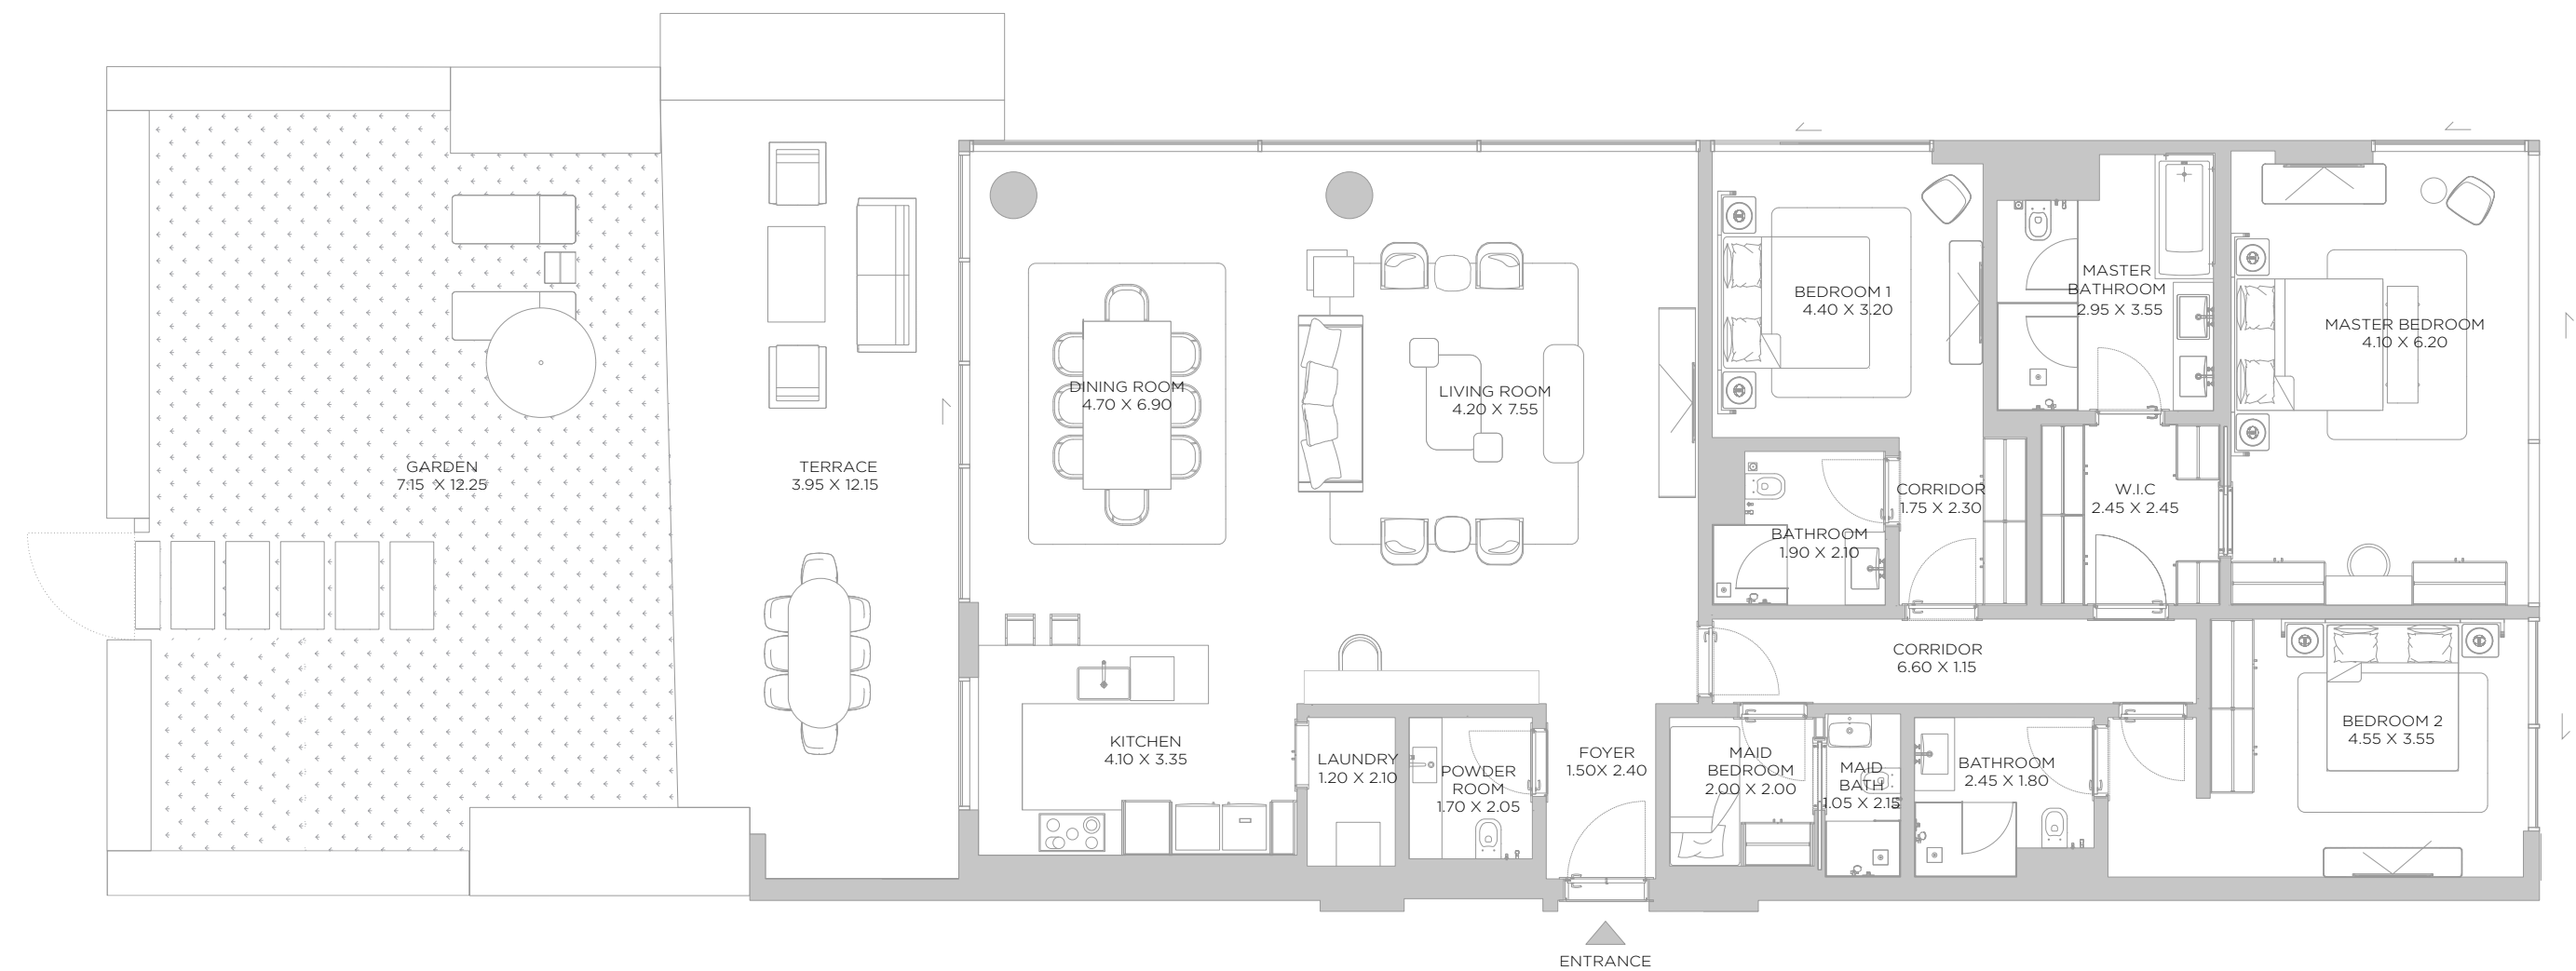 GARDEN
7.15 X 12.25
TERRACE
3.95 X 12.15
DINING ROOM
4.70 X 6.90
LIVING ROOM
4.20 X 7.55
BEDROOM 1
4.40 X 3.20
MASTER
BATHROOM
2.95 X 3.55
MASTER BEDROOM
4.10 X 6.20
BATHROOM
1.90 X 2.10
CORRIDOR
1.75 X 2.30
W.I.C
2.45 X 2.45
CORRIDOR
6.60 X 1.15
KITCHEN
4.10 X 3.35
LAUNDRY
1.20 X 2.10
POWDER
ROOM
1.70 X 2.05
FOYER
1.50X 2.40
MAID
BEDROOM
2.00 X 2.00
MAID
BATH
1.05 X 2.15
BATHROOM
2.45 X 1.80
BEDROOM 2
4.55 X 3.55
ENTRANCE